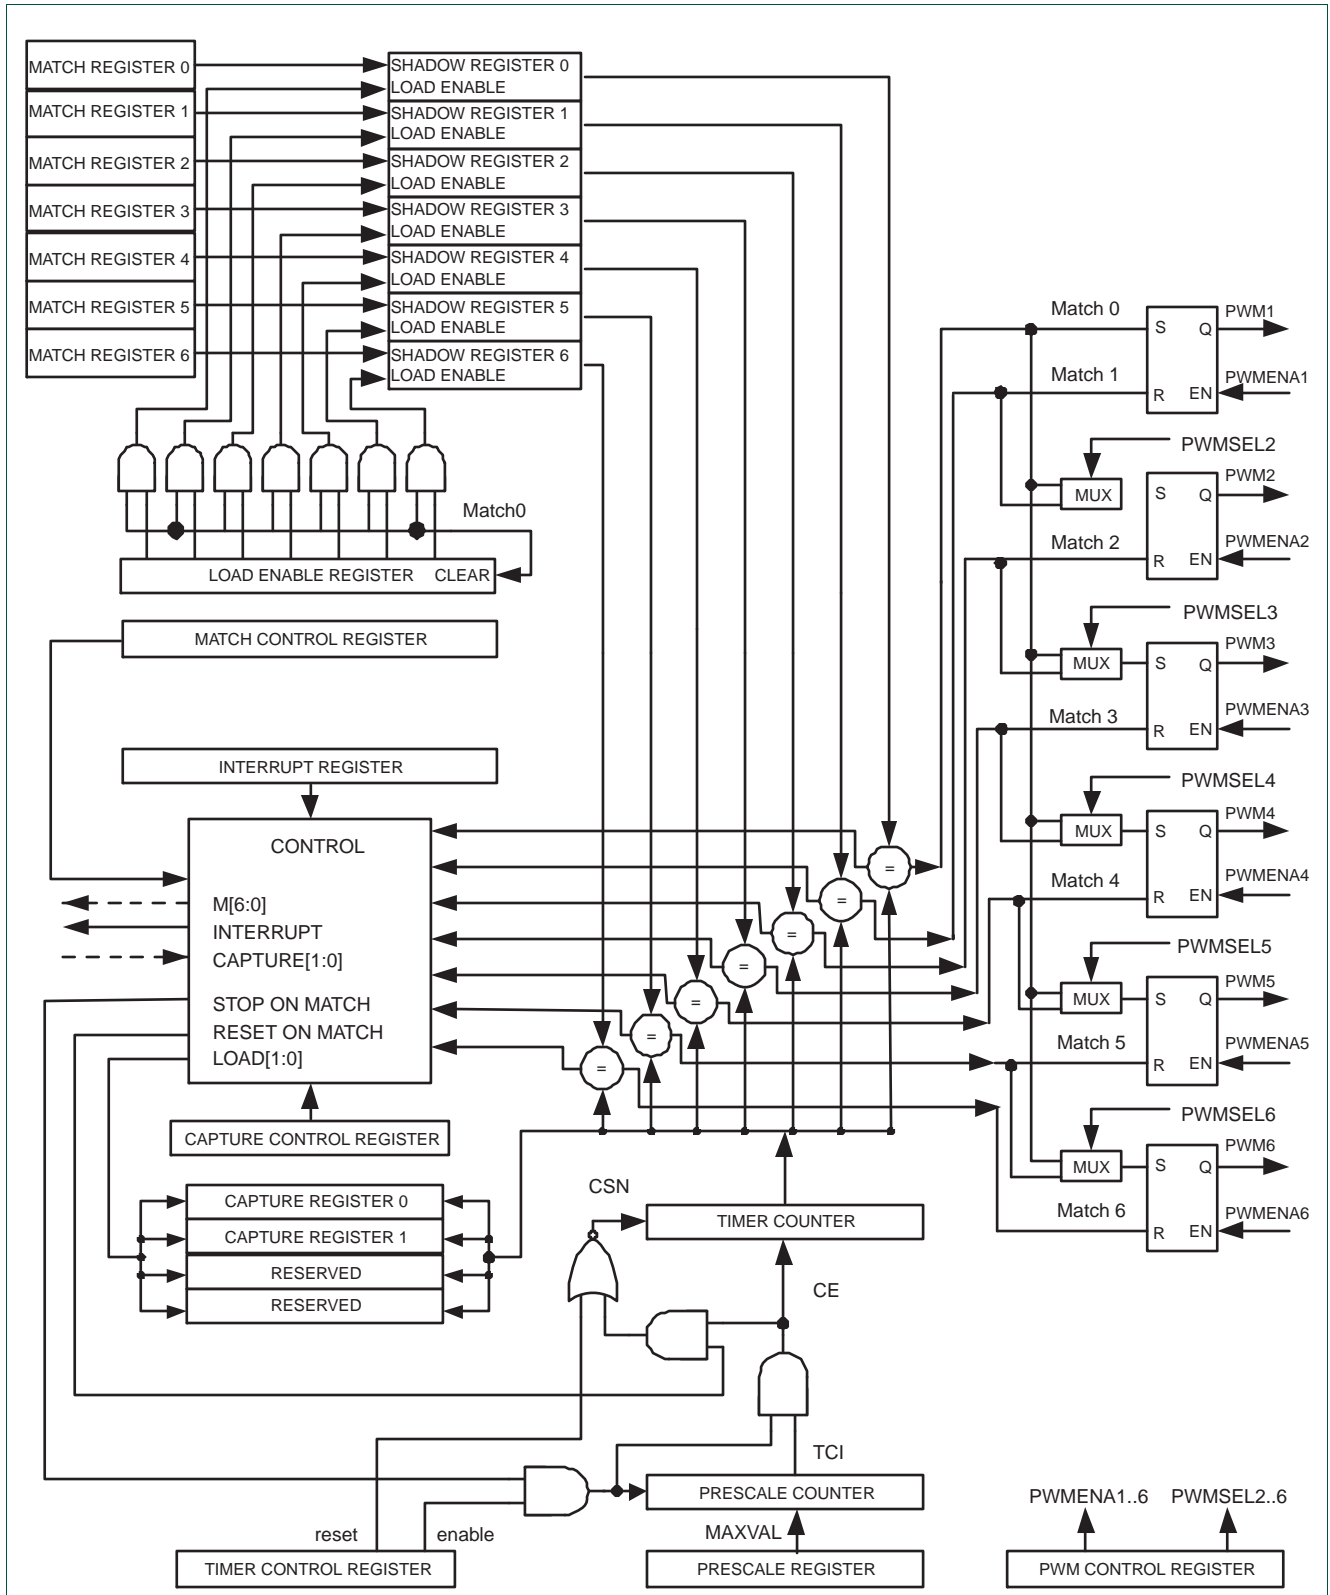 MATCH REGISTER 0
MATCH REGISTER 1
MATCH REGISTER 2
MATCH REGISTER 3
MATCH REGISTER 4
MATCH REGISTER 5
MATCH REGISTER 6
SHADOW REGISTER 0
LOAD ENABLE
SHADOW REGISTER 1
LOAD ENABLE
SHADOW REGISTER 2
LOAD ENABLE
SHADOW REGISTER 3
LOAD ENABLE
SHADOW REGISTER 4
LOAD ENABLE
SHADOW REGISTER 5
LOAD ENABLE
SHADOW REGISTER 6
LOAD ENABLE
Match0
LOAD ENABLE REGISTER CLEAR
MATCH CONTROL REGISTER
INTERRUPT REGISTER
CONTROL
M[6:0]
INTERRUPT
CAPTURE[1:0]
STOP ON MATCH
RESET ON MATCH
LOAD[1:0]
CAPTURE CONTROL REGISTER
CAPTURE REGISTER 0
CAPTURE REGISTER 1
RESERVED
RESERVED
=
=
=
=
=
=
=
CSN
TIMER COUNTER
CE
TCI
PRESCALE COUNTER
MAXVAL
PRESCALE REGISTER
reset
enable
TIMER CONTROL REGISTER
Match 0
S
Q
PWM1
Match 1
R
EN
PWMENA1
PWMSEL2
MUX
S
Q
PWM2
Match 2
R
EN
PWMENA2
PWMSEL3
MUX
S
Q
PWM3
Match 3
R
EN
PWMENA3
PWMSEL4
MUX
S
Q
PWM4
Match 4
R
EN
PWMENA4
PWMSEL5
MUX
S
Q
PWM5
Match 5
R
EN
PWMENA5
PWMSEL6
MUX
S
Q
PWM6
Match 6
R
EN
PWMENA6
PWMENA1..6
PWMSEL2..6
PWM CONTROL REGISTER